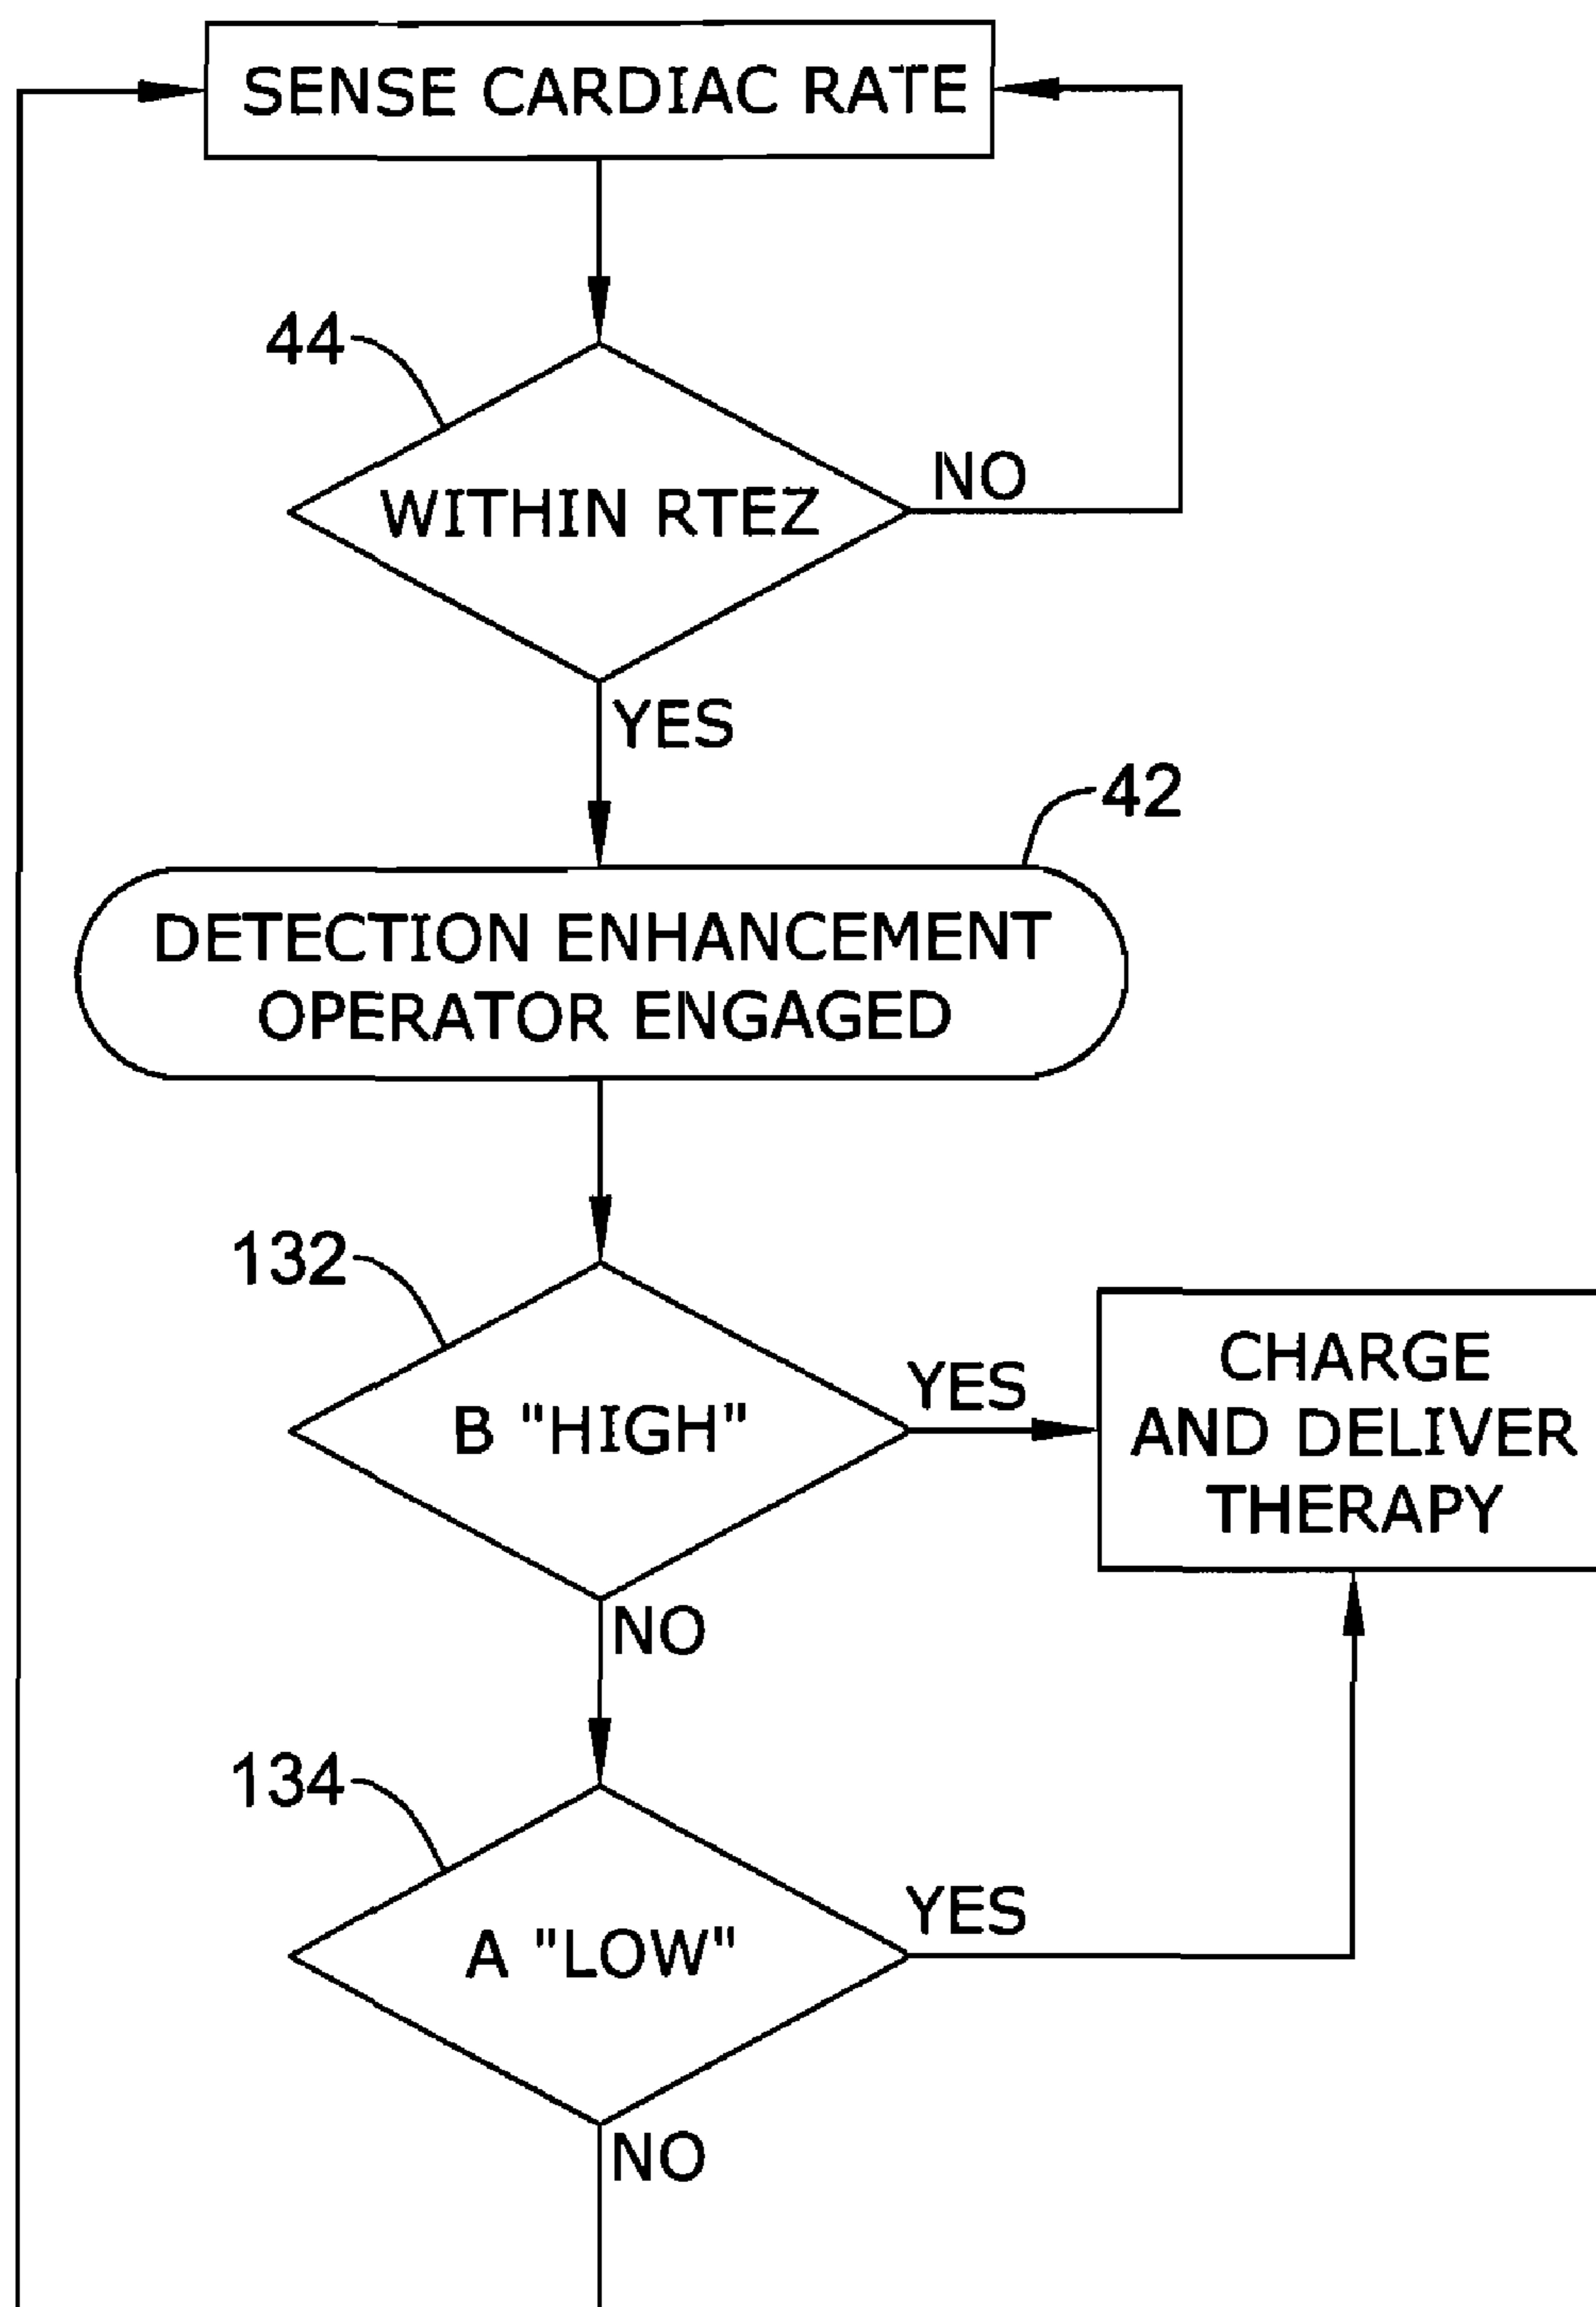 SENSE CARDIAC RATE
44
WITHIN RTEZ
NO
YES
42
DETECTION ENHANCEMENT
OPERATOR ENGAGED
132
B "HIGH"
YES
CHARGE
AND DELIVER
THERAPY
NO
134
A "LOW"
YES
NO